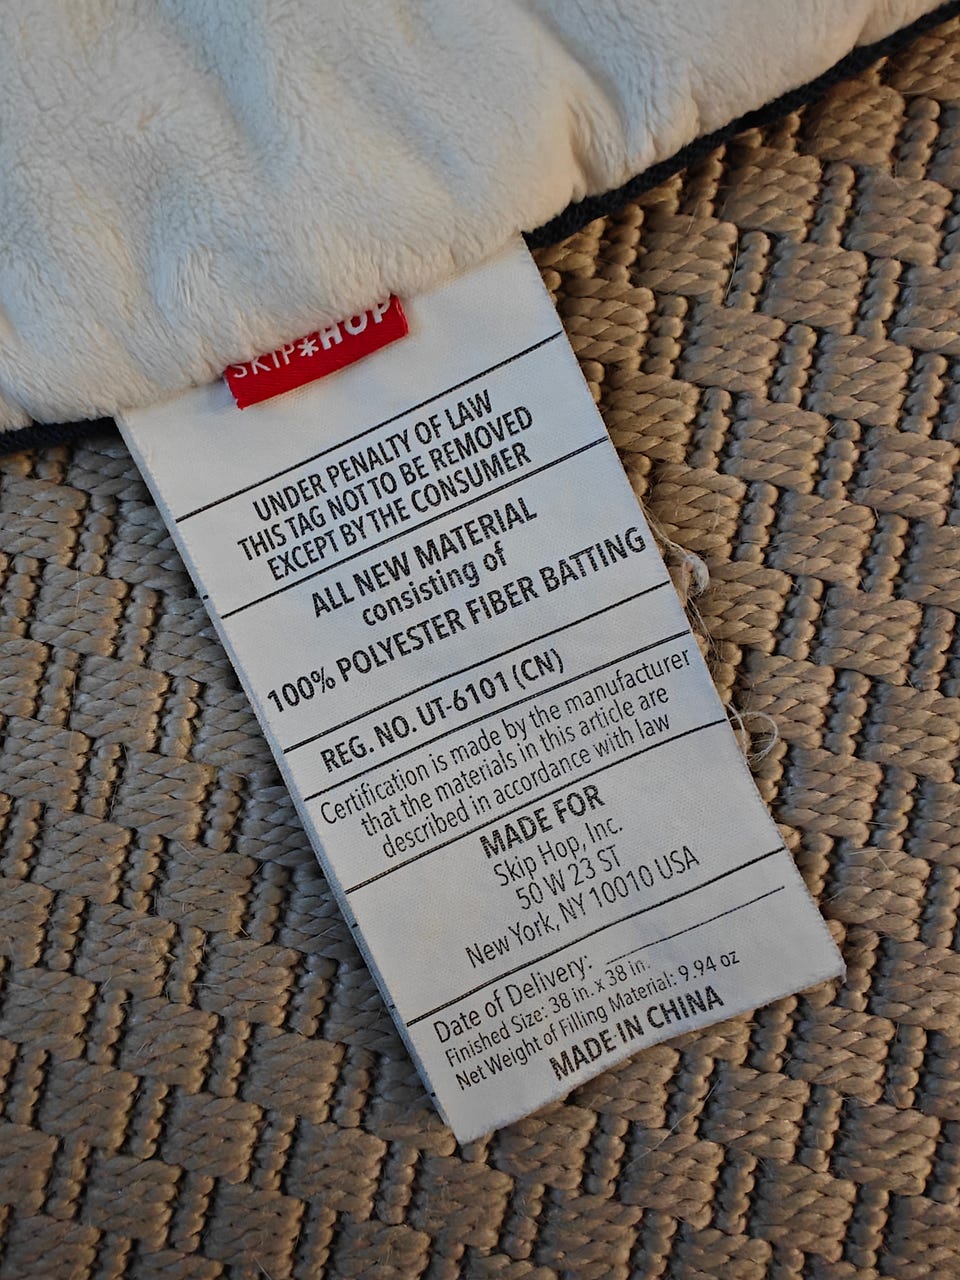 SKIP*HOP
UNDER PENALTY OF LAW
THIS TAG NOT TO BE REMOVED
EXCEPT BY THE CONSUMER
ALL NEW MATERIAL
consisting of
100% POLYESTER FIBER BATTING
REG. NO. UT-6101 (CN)
Certification is made by the manufacturer
that the materials in this article are
described in accordance with law
MADE FOR
Skip Hop, Inc.
50 W 23 ST
New York, NY 10010 USA
Date of Delivery:
Finished Size: 38 in. x 38 in.
Net Weight of Filling Material: 9.94 oz
MADE IN CHINA